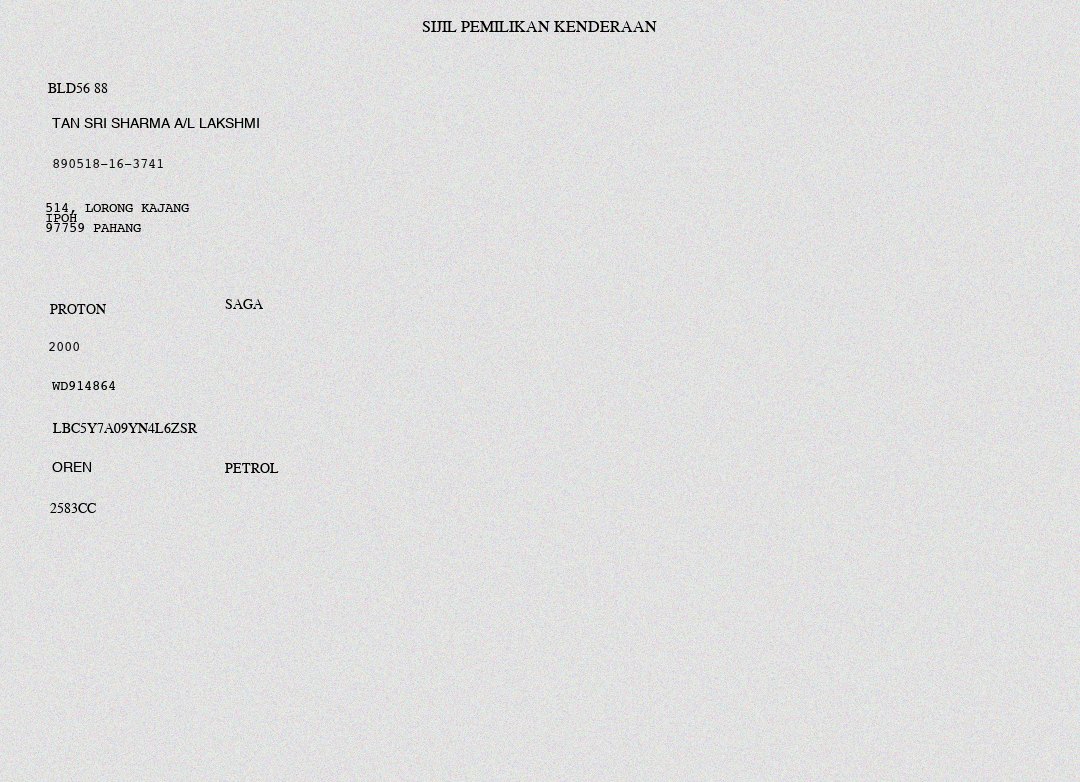 SIJIL PEMILIKAN KENDERAAN
BLD56 88
TAN SRI SHARMA A/L LAKSHMI
890518-16-3741
514, LORONG KAJANG
IPOH
97759 PAHANG
PROTON SAGA
2000
WD914864
LBC5Y7A09YN4L6ZSR
OREN PETROL
2583CC